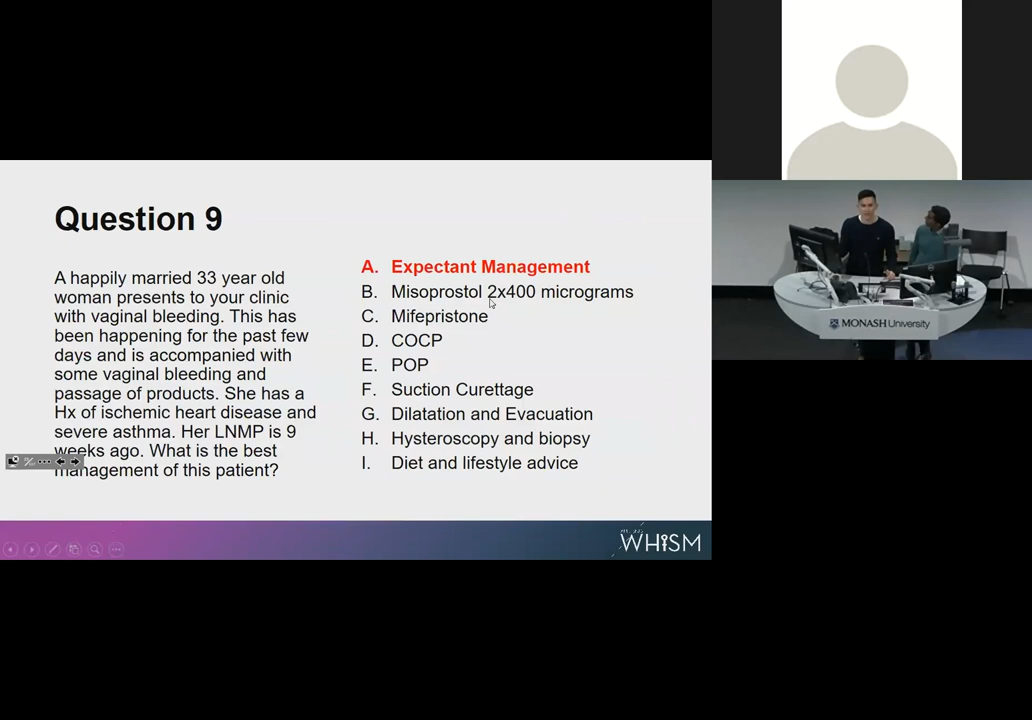 Question 9
A happily married 33 year old
woman presents to your clinic
with vaginal bleeding. This has
been happening for the past few
days and is accompanied with
some vaginal bleeding and
passage of products. She has a
Hx of ischemic heart disease and
severe asthma. Her LNMP is 9
weeks ago. What is the best
management of this patient?
A. Expectant Management
B. Misoprostol 2x400 micrograms
C. Mifepristone
D. COCP
E. POP
F. Suction Curettage
G. Dilatation and Evacuation
H. Hysteroscopy and biopsy
I. Diet and lifestyle advice
WHISM
MONASH University